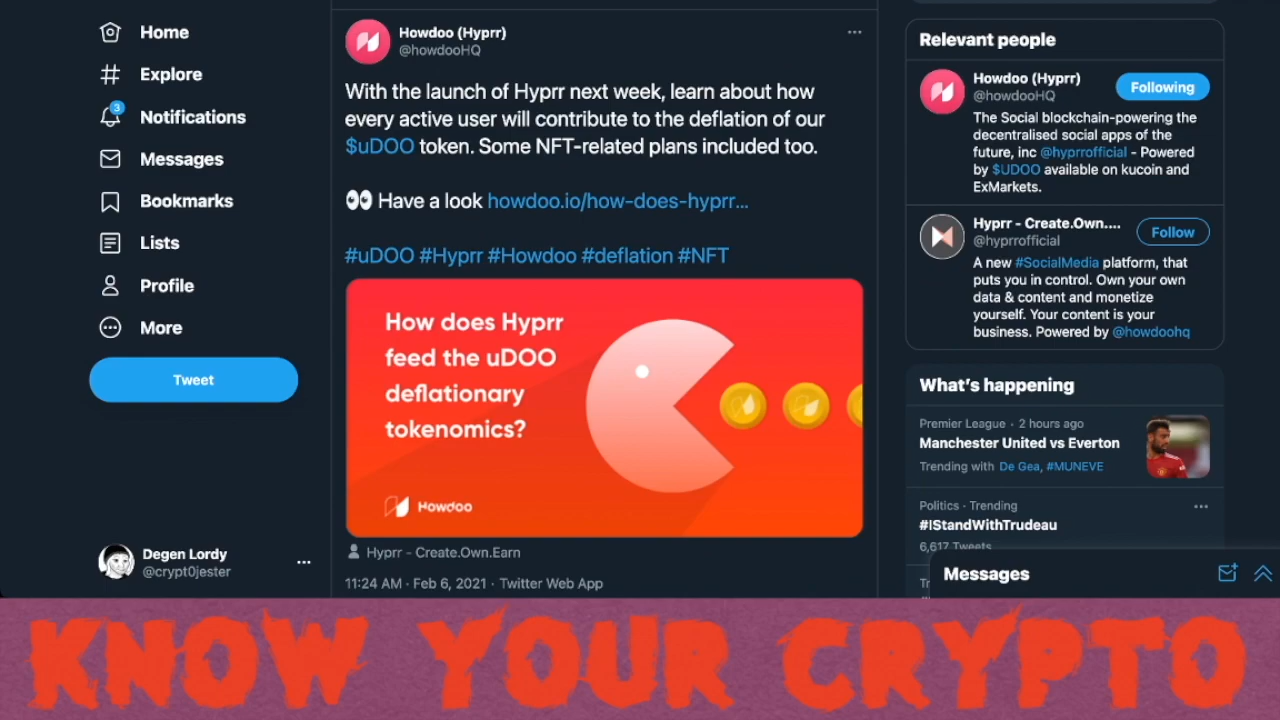 Home
Explore
3
Notifications
Messages
Bookmarks
Lists
Profile
More
Tweet
Degen Lordy
@crypt0jester
Howdoo (Hyprr)
@howdooHQ
With the launch of Hyprr next week, learn about how
every active user will contribute to the deflation of our
$uDOO token. Some NFT-related plans included too.
👀 Have a look howdoo.io/how-does-hyprr...
#uDOO #Hyprr #Howdoo #deflation #NFT
How does Hyprr
feed the uDOO
deflationary
tokenomics?
Howdoo
Hyprr - Create.Own.Earn
11:24 AM · Feb 6, 2021 · Twitter Web App
Relevant people
Howdoo (Hyprr)
@howdooHQ
Following
The Social blockchain-powering the
decentralised social apps of the
future, inc @hyprrofficial - Powered
by $UDOO available on kucoin and
ExMarkets.
Hyprr - Create.Own....
@hyprrofficial
Follow
A new #SocialMedia platform, that
puts you in control. Own your own
data & content and monetize
yourself. Your content is your
business. Powered by @howdoohq
What's happening
Premier League · 2 hours ago
Manchester United vs Everton
Trending with De Gea, #MUNEVE
Politics · Trending
#IStandWithTrudeau
6,617 Tweets
Messages
KNOW YOUR CRYPTO